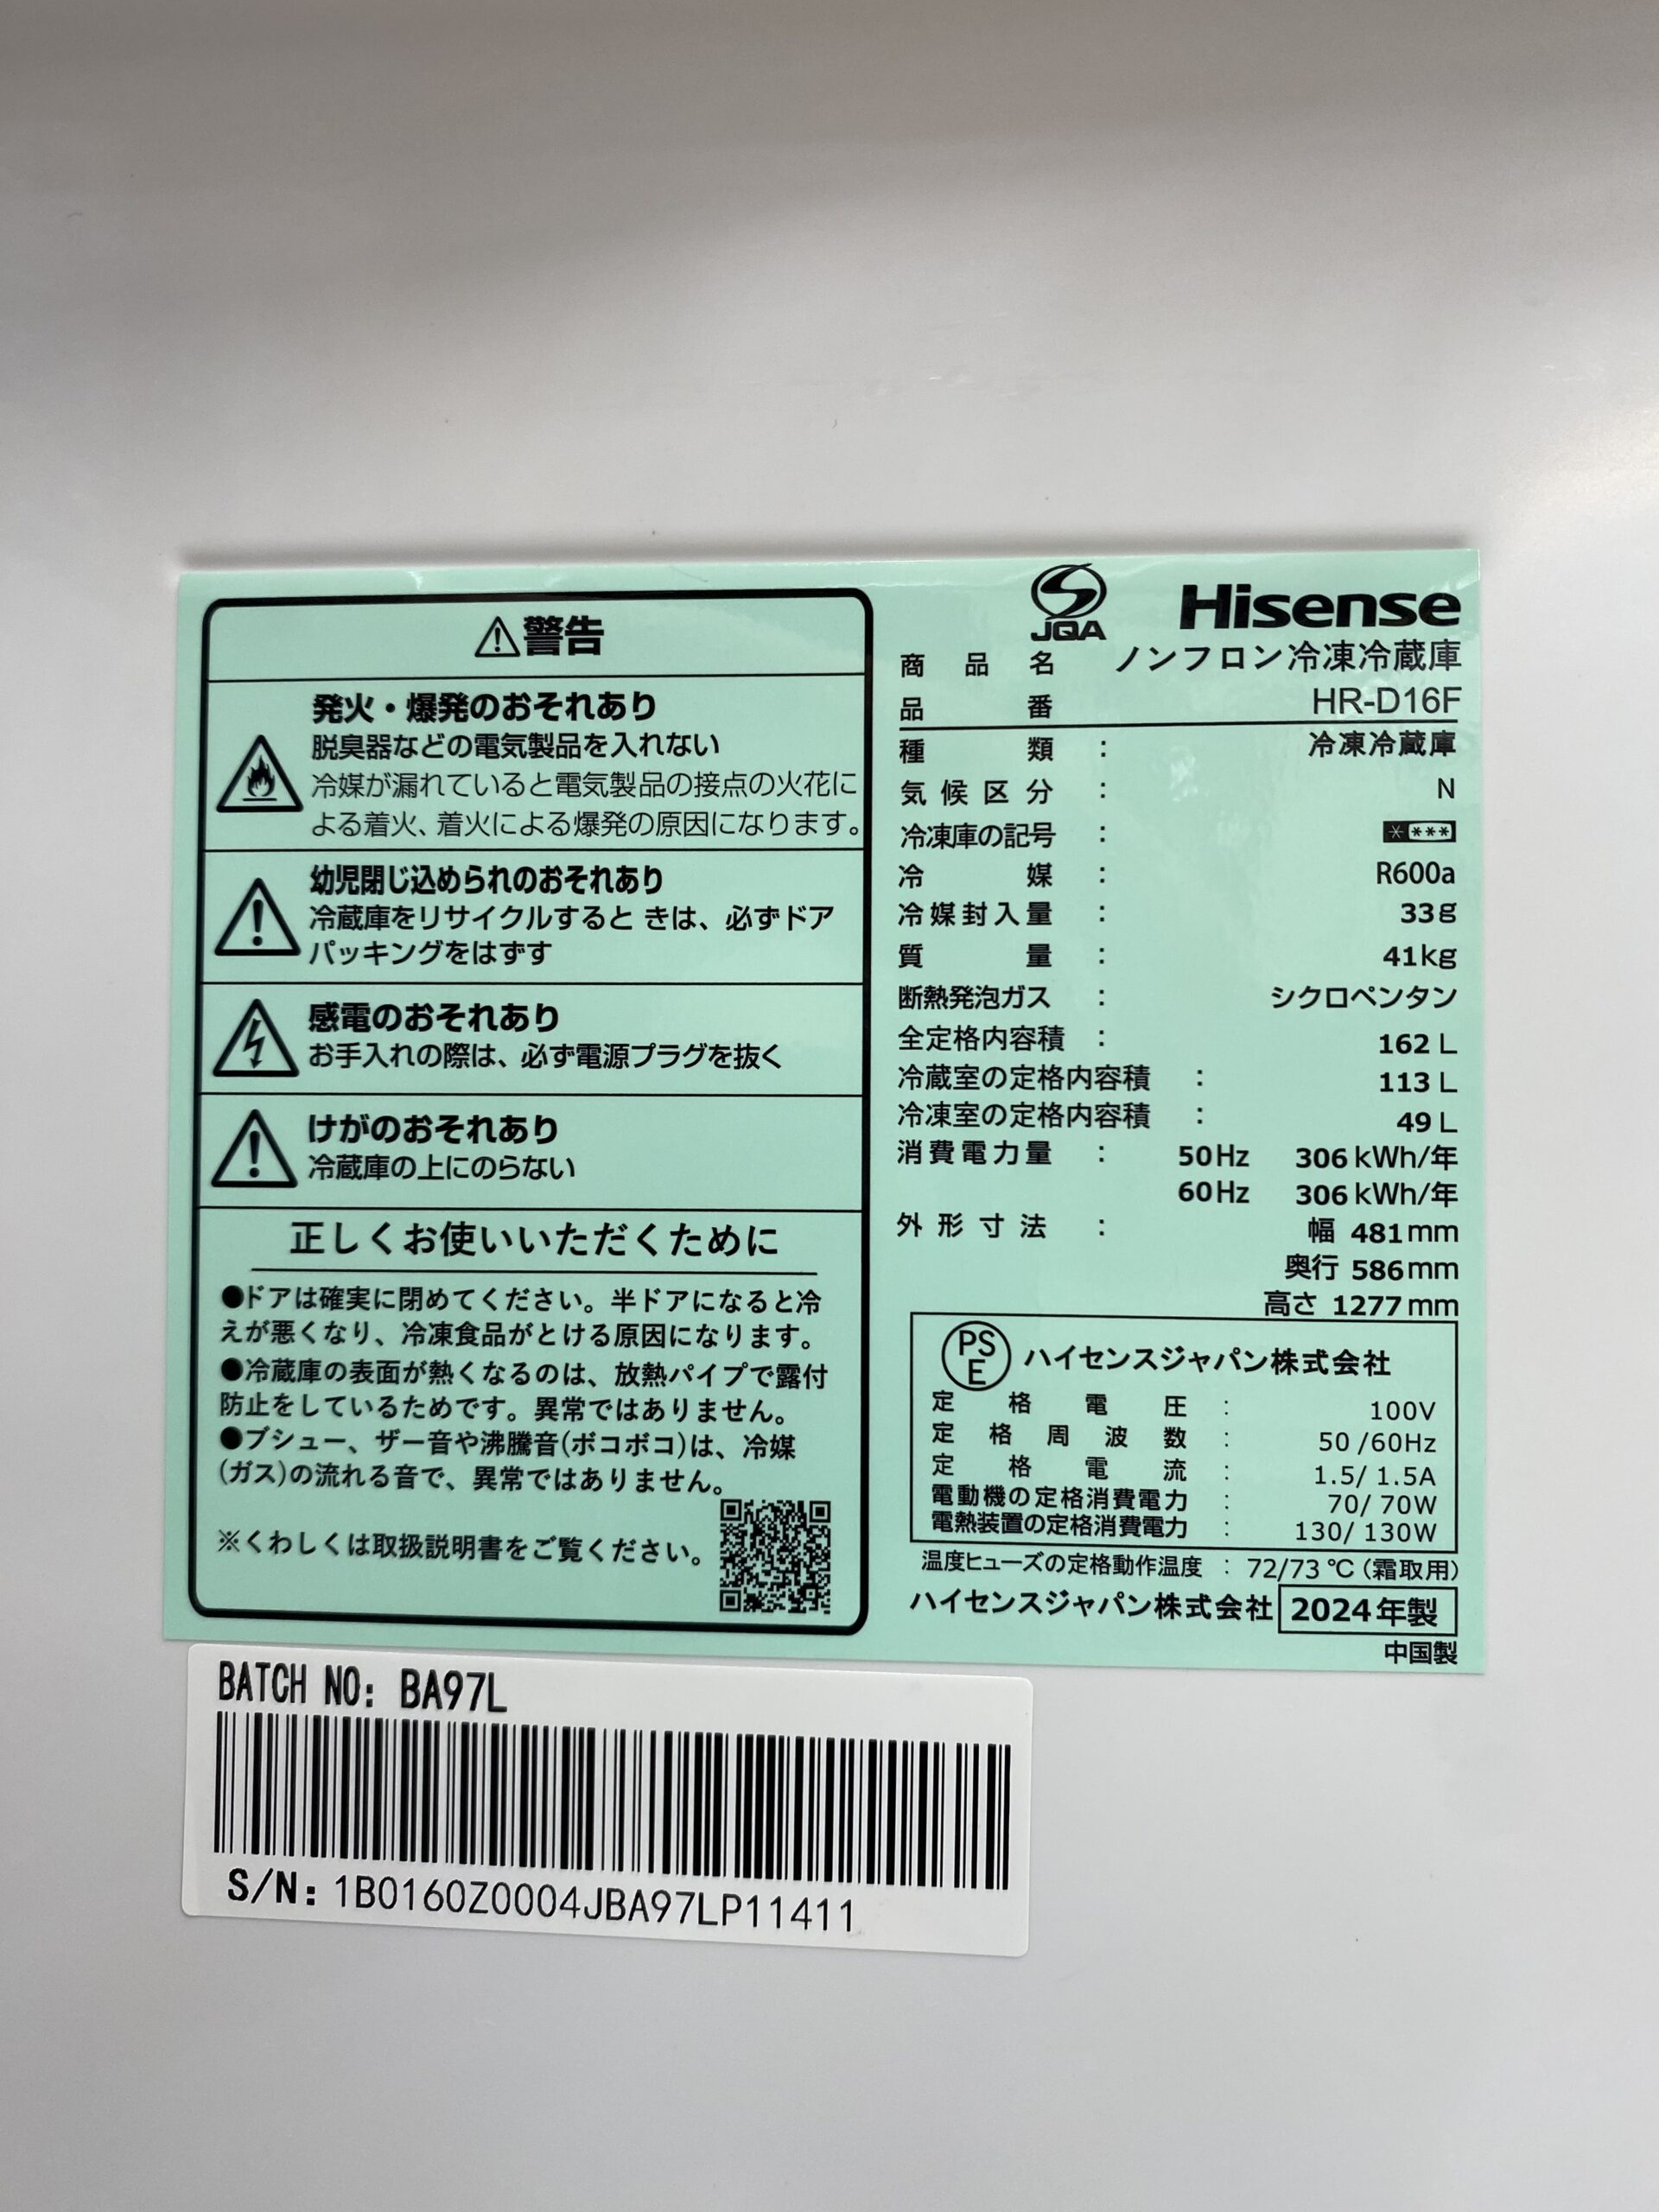 警告
発火・爆発のおそれあり
脱臭器などの電気製品を入れない
冷媒が漏れていると電気製品の接点の火花に
よる着火、着火による爆発の原因になります。
幼児閉じ込められのおそれあり
冷蔵庫をリサイクルすると きは、必ずドア
パッキングをはずす
感電のおそれあり
お手入れの際は、必ず電源プラグを抜く
けがのおそれあり
冷蔵庫の上にのらない
正しくお使いいただくために
●ドアは確実に閉めてください。半ドアになると冷
えが悪くなり、冷凍食品がとける原因になります。
●冷蔵庫の表面が熱くなるのは、放熱パイプで露付
防止をしているためです。異常ではありません。
●ブシュー、ザー音や沸騰音(ボコボコ)は、冷媒
(ガス)の流れる音で、異常ではありません。
※くわしくは取扱説明書をご覧ください。
JQA Hisense
商品名 ノンフロン冷凍冷蔵庫
品番 HR-D16F
種類 : 冷凍冷蔵庫
気候区分 : N
冷凍庫の記号 : ＊***
冷媒 : R600a
冷媒封入量 : 33g
質量 : 41kg
断熱発泡ガス : シクロペンタン
全定格内容積 : 162 L
冷蔵室の定格内容積 : 113 L
冷凍室の定格内容積 : 49 L
消費電力量 : 50Hz 306kWh/年
60Hz 306kWh/年
外形寸法 : 幅 481mm
奥行 586mm
高さ 1277mm
PSE ハイセンスジャパン株式会社
定格電圧 : 100V
定格周波数 : 50/60Hz
定格電流 : 1.5/ 1.5A
電動機の定格消費電力 : 70/ 70W
電熱装置の定格消費電力 : 130/ 130W
温度ヒューズの定格動作温度 : 72/73℃(霜取用)
ハイセンスジャパン株式会社 2024年製
中国製
BATCH NO: BA97L
S/N: 1B0160Z0004JBA97LP11411